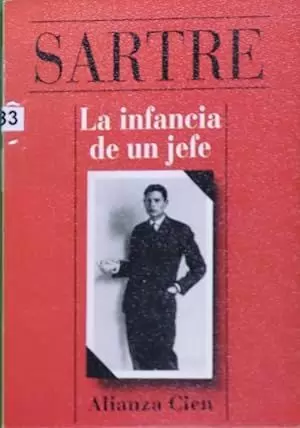 SARTRE
33
La infancia
de un jefe
Alianza Cien